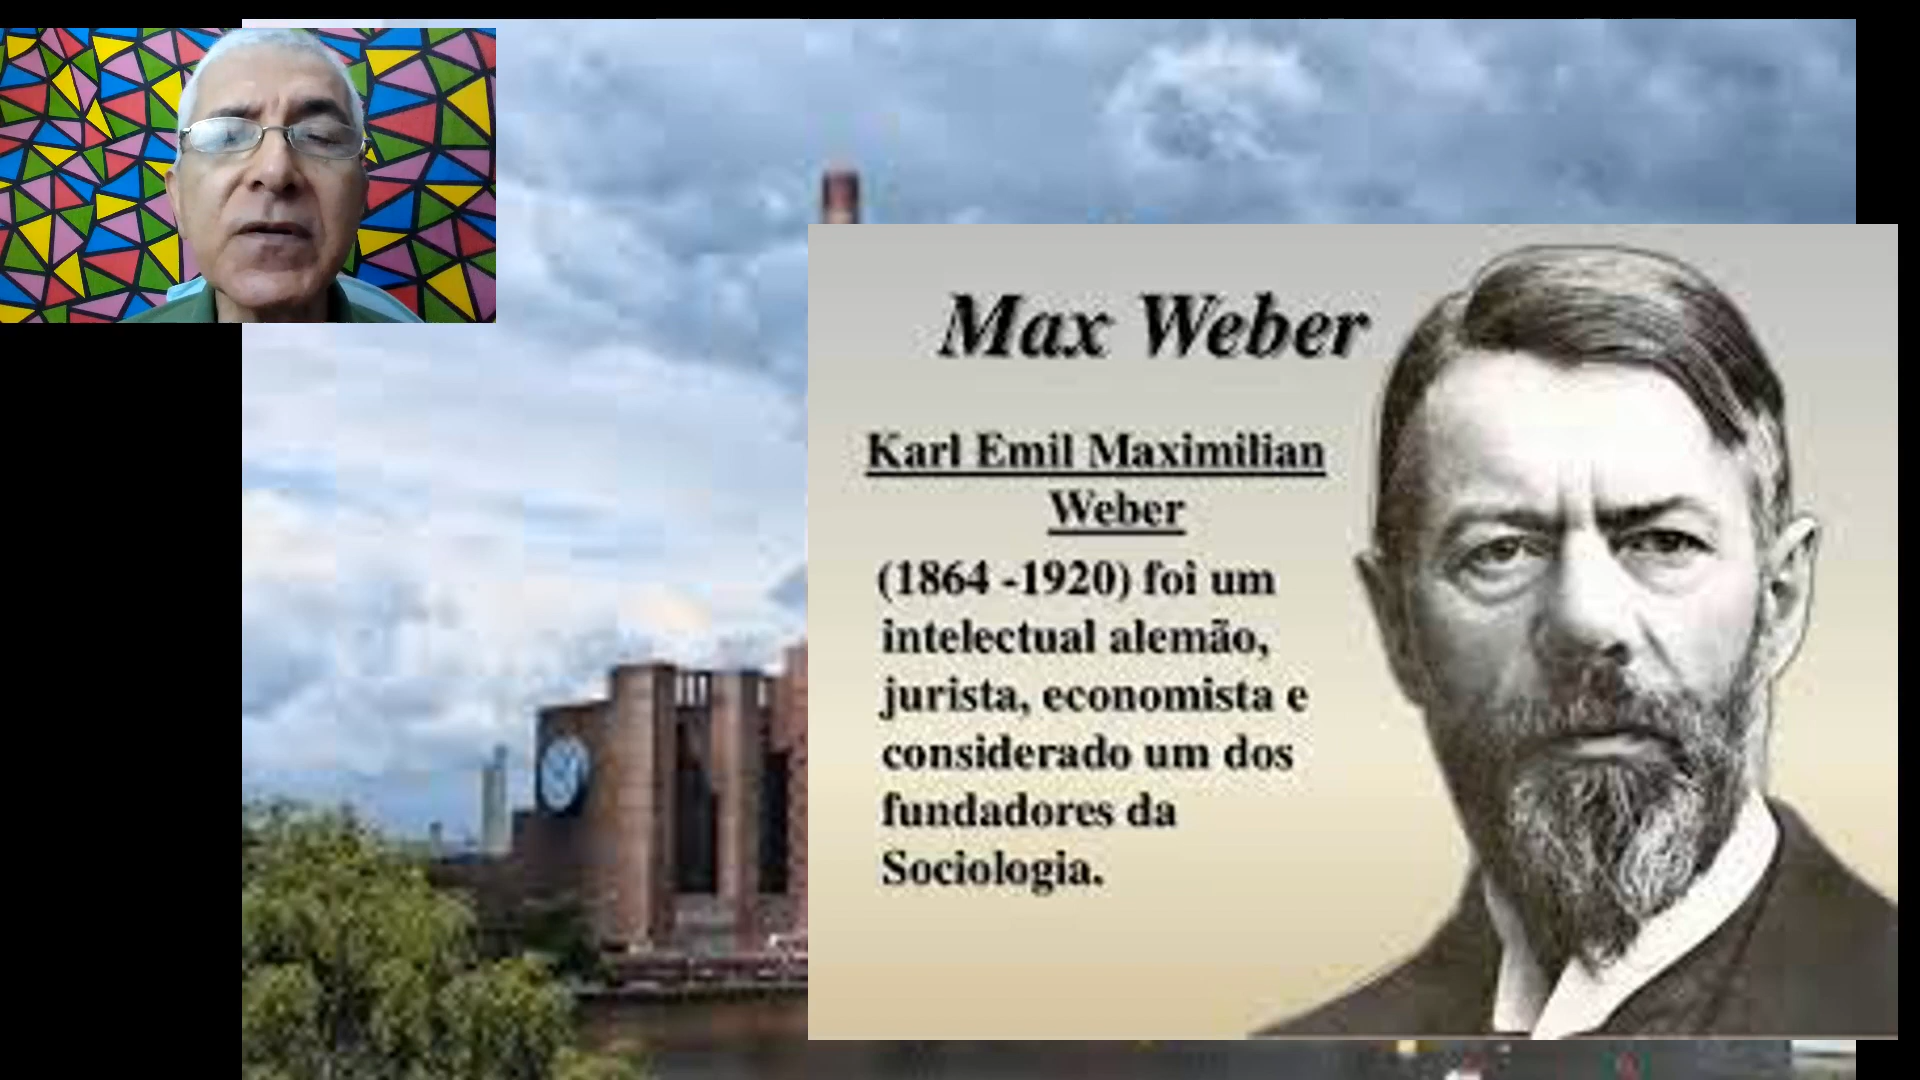 Max Weber
Karl Emil Maximilian
Weber
(1864 -1920) foi um
intelectual alemão,
jurista, economista e
considerado um dos
fundadores da
Sociologia.